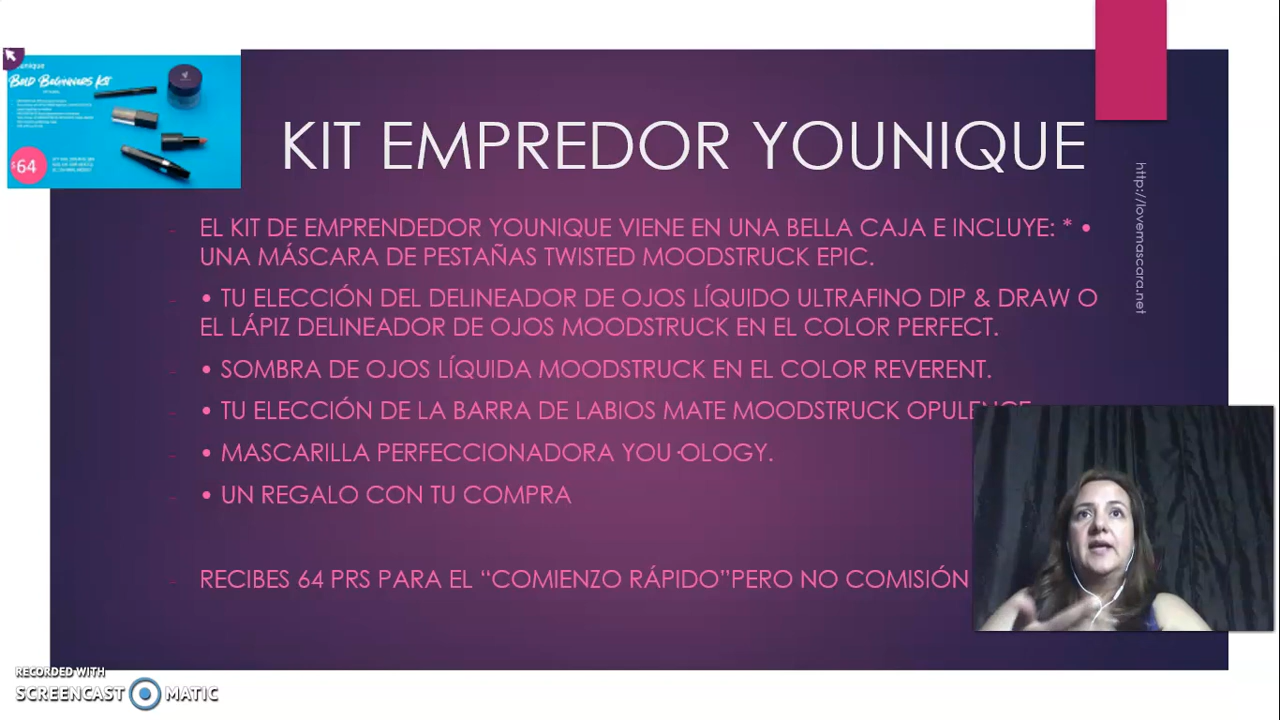 Bold Beginners Kit
$64
KIT EMPREDOR YOUNIQUE
http://lovemascara.net
- EL KIT DE EMPRENDEDOR YOUNIQUE VIENE EN UNA BELLA CAJA E INCLUYE: * •
UNA MÁSCARA DE PESTAÑAS TWISTED MOODSTRUCK EPIC.
- • TU ELECCIÓN DEL DELINEADOR DE OJOS LÍQUIDO ULTRAFINO DIP & DRAW O
EL LÁPIZ DELINEADOR DE OJOS MOODSTRUCK EN EL COLOR PERFECT.
- • SOMBRA DE OJOS LÍQUIDA MOODSTRUCK EN EL COLOR REVERENT.
- • TU ELECCIÓN DE LA BARRA DE LABIOS MATE MOODSTRUCK OPULENCE
- • MASCARILLA PERFECCIONADORA YOU·OLOGY.
- • UN REGALO CON TU COMPRA
- RECIBES 64 PRS PARA EL “COMIENZO RÁPIDO”PERO NO COMISIÓN
RECORDED WITH
SCREENCAST MATIC